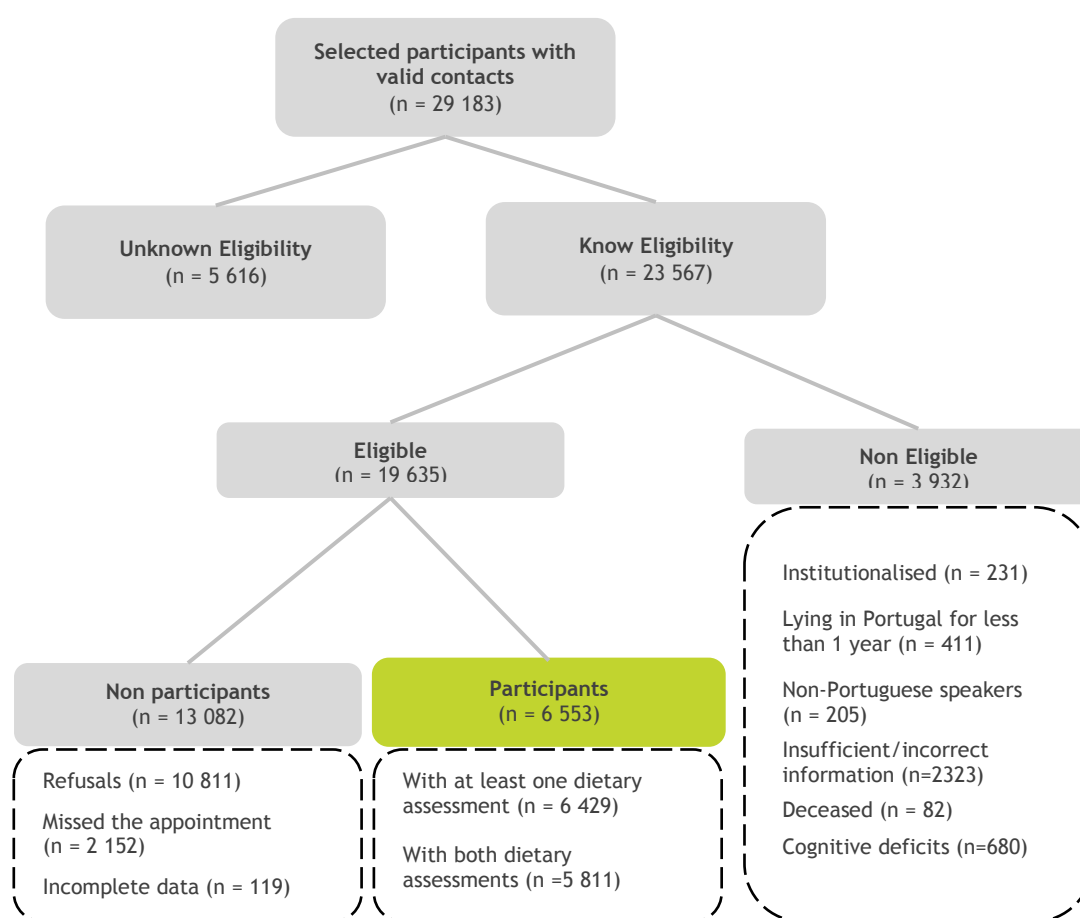 Selected participants with
valid contacts
(n = 29 183)
Unknown Eligibility
(n = 5 616)
Know Eligibility
(n = 23 567)
Eligible
(n = 19 635)
Non Eligible
(n = 3 932)
Non participants
(n = 13 082)
Participants
(n = 6 553)
Refusals (n = 10 811)
Missed the appointment
(n = 2 152)
Incomplete data (n = 119)
With at least one dietary
assessment (n = 6 429)
With both dietary
assessments (n =5 811)
Institutionalised (n = 231)
Lying in Portugal for less
than 1 year (n = 411)
Non-Portuguese speakers
(n = 205)
Insufficient/incorrect
information (n=2323)
Deceased (n = 82)
Cognitive deficits (n=680)